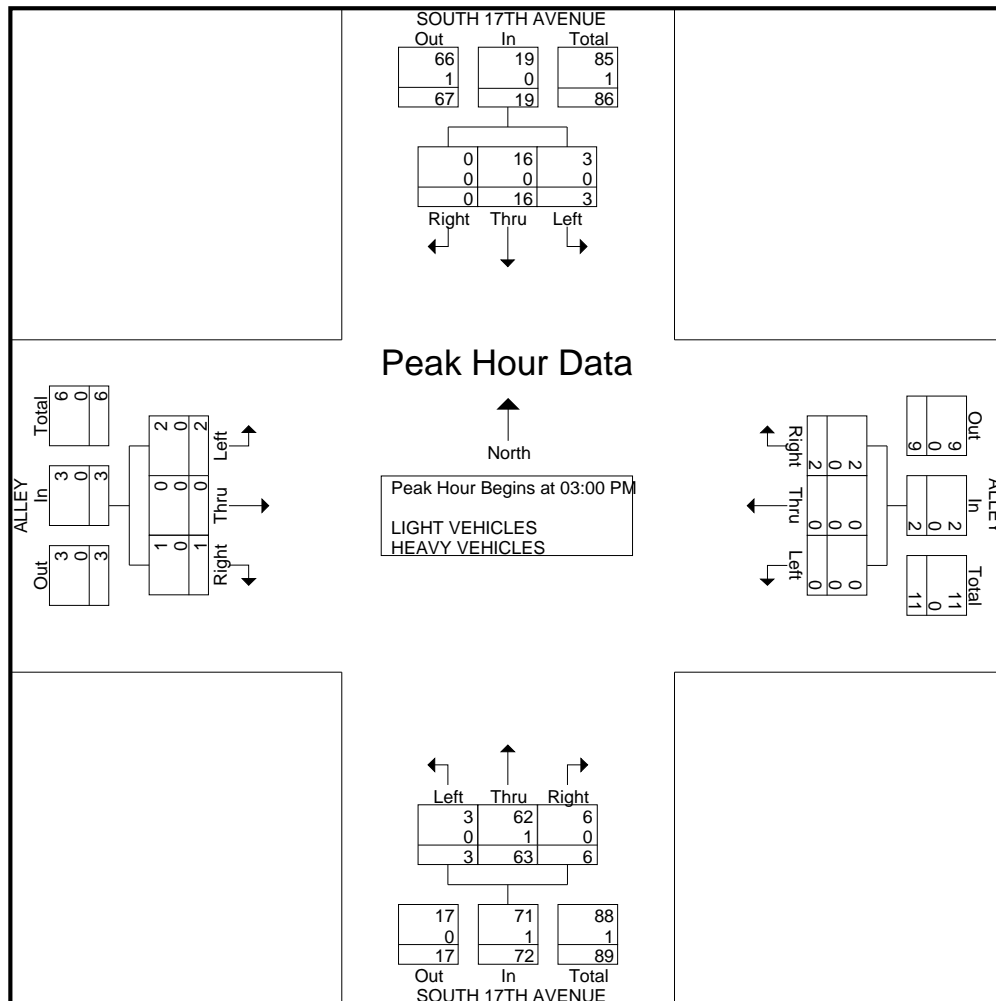 SOUTH 17TH AVENUE
Out In Total
66 19 85
1 0 1
67 19 86
0 16 3
0 0 0
0 16 3
Right Thru Left
Peak Hour Data
North
Peak Hour Begins at 03:00 PM
LIGHT VEHICLES
HEAVY VEHICLES
ALLEY
Out In Total
3 3 6
0 0 0
3 3 6
Right Thru Left
1 0 2
0 0 0
1 0 2
ALLEY
Out In Total
9 2 11
0 0 0
9 2 11
2 0 0
0 0 0
2 0 0
Right Thru Left
Left Thru Right
3 62 6
0 1 0
3 63 6
17 71 88
0 1 1
17 72 89
Out In Total
SOUTH 17TH AVENUE